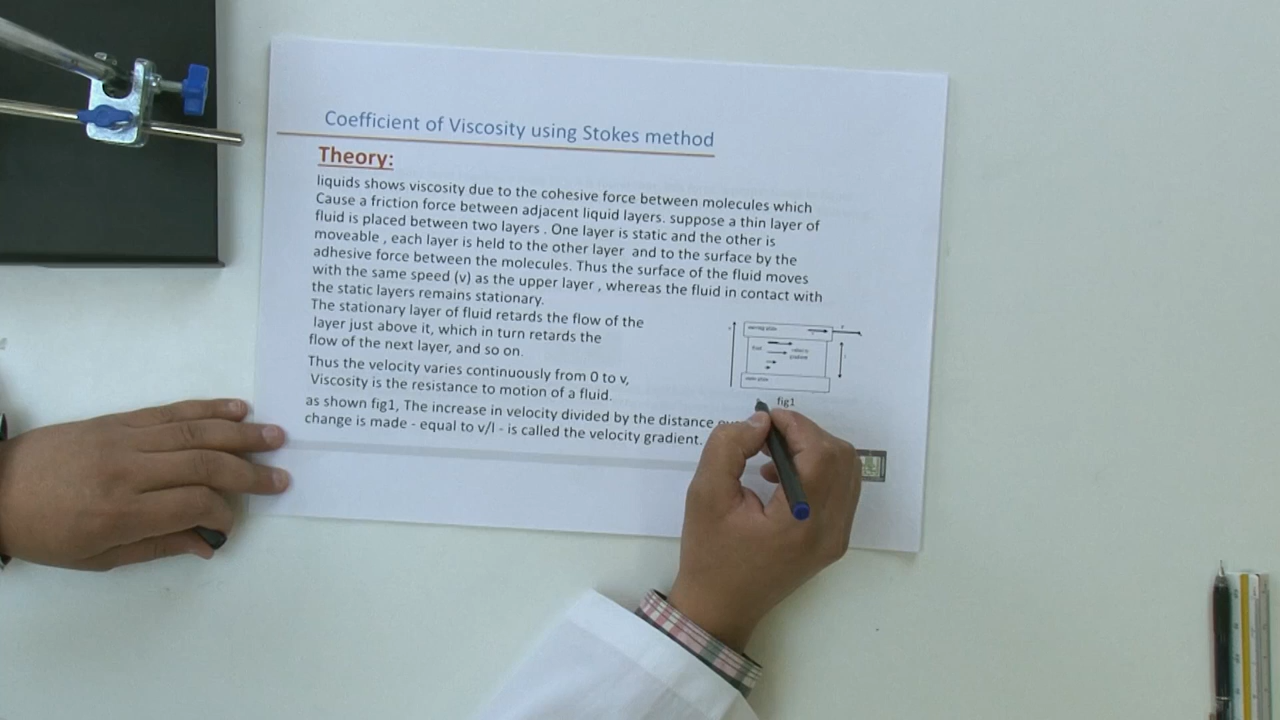 Coefficient of Viscosity using Stokes method
Theory:
liquids shows viscosity due to the cohesive force between molecules which
Cause a friction force between adjacent liquid layers. suppose a thin layer of
fluid is placed between two layers . One layer is static and the other is
moveable , each layer is held to the other layer and to the surface by the
adhesive force between the molecules. Thus the surface of the fluid moves
with the same speed (v) as the upper layer , whereas the fluid in contact with
the static layers remains stationary.
The stationary layer of fluid retards the flow of the
layer just above it, which in turn retards the
flow of the next layer, and so on.
Thus the velocity varies continuously from 0 to v,
Viscosity is the resistance to motion of a fluid.
as shown fig1, The increase in velocity divided by the distance
change is made - equal to v/l - is called the velocity gradient.
moving plate
fluid
velocity
gradient
fig1